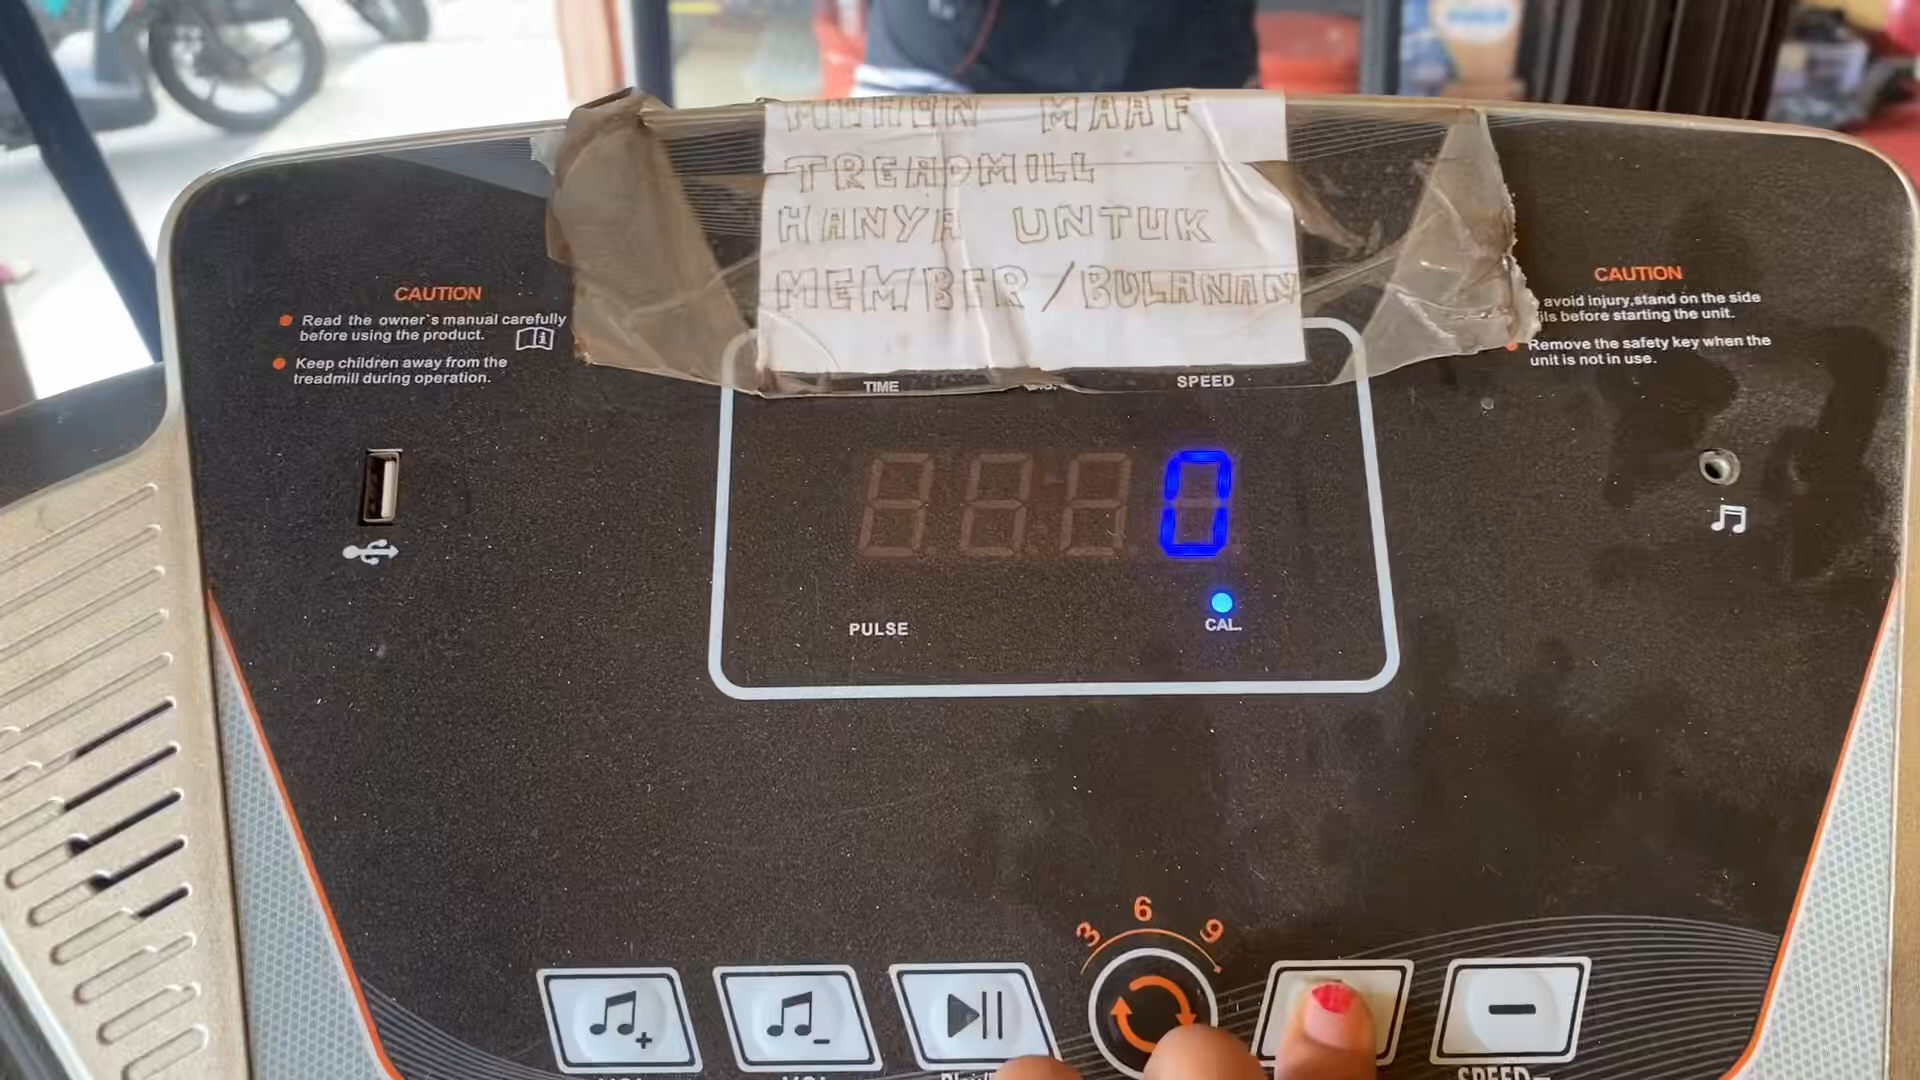 MOHON MAAF
TREADMILL
HANYA UNTUK
MEMBER/BULANAN
CAUTION
Read the owner's manual carefully
before using the product.
Keep children away from the
treadmill during operation.
CAUTION
avoid injury,stand on the side
ils before starting the unit.
Remove the safety key when the
unit is not in use.
TIME SPEED
0
PULSE CAL.
3 6 9
SPEED−